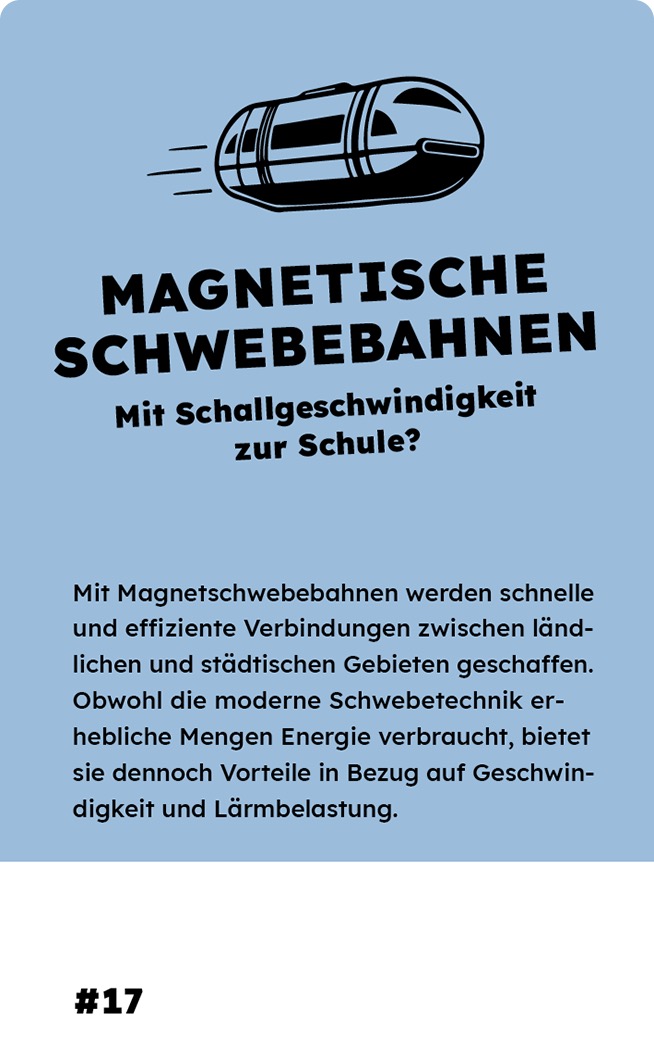 MAGNETISCHE
SCHWEBEBAHNEN
Mit Schallgeschwindigkeit
zur Schule?
Mit Magnetschwebebahnen werden schnelle
und effiziente Verbindungen zwischen länd-
lichen und städtischen Gebieten geschaffen.
Obwohl die moderne Schwebetechnik er-
hebliche Mengen Energie verbraucht, bietet
sie dennoch Vorteile in Bezug auf Geschwin-
digkeit und Lärmbelastung.
#17